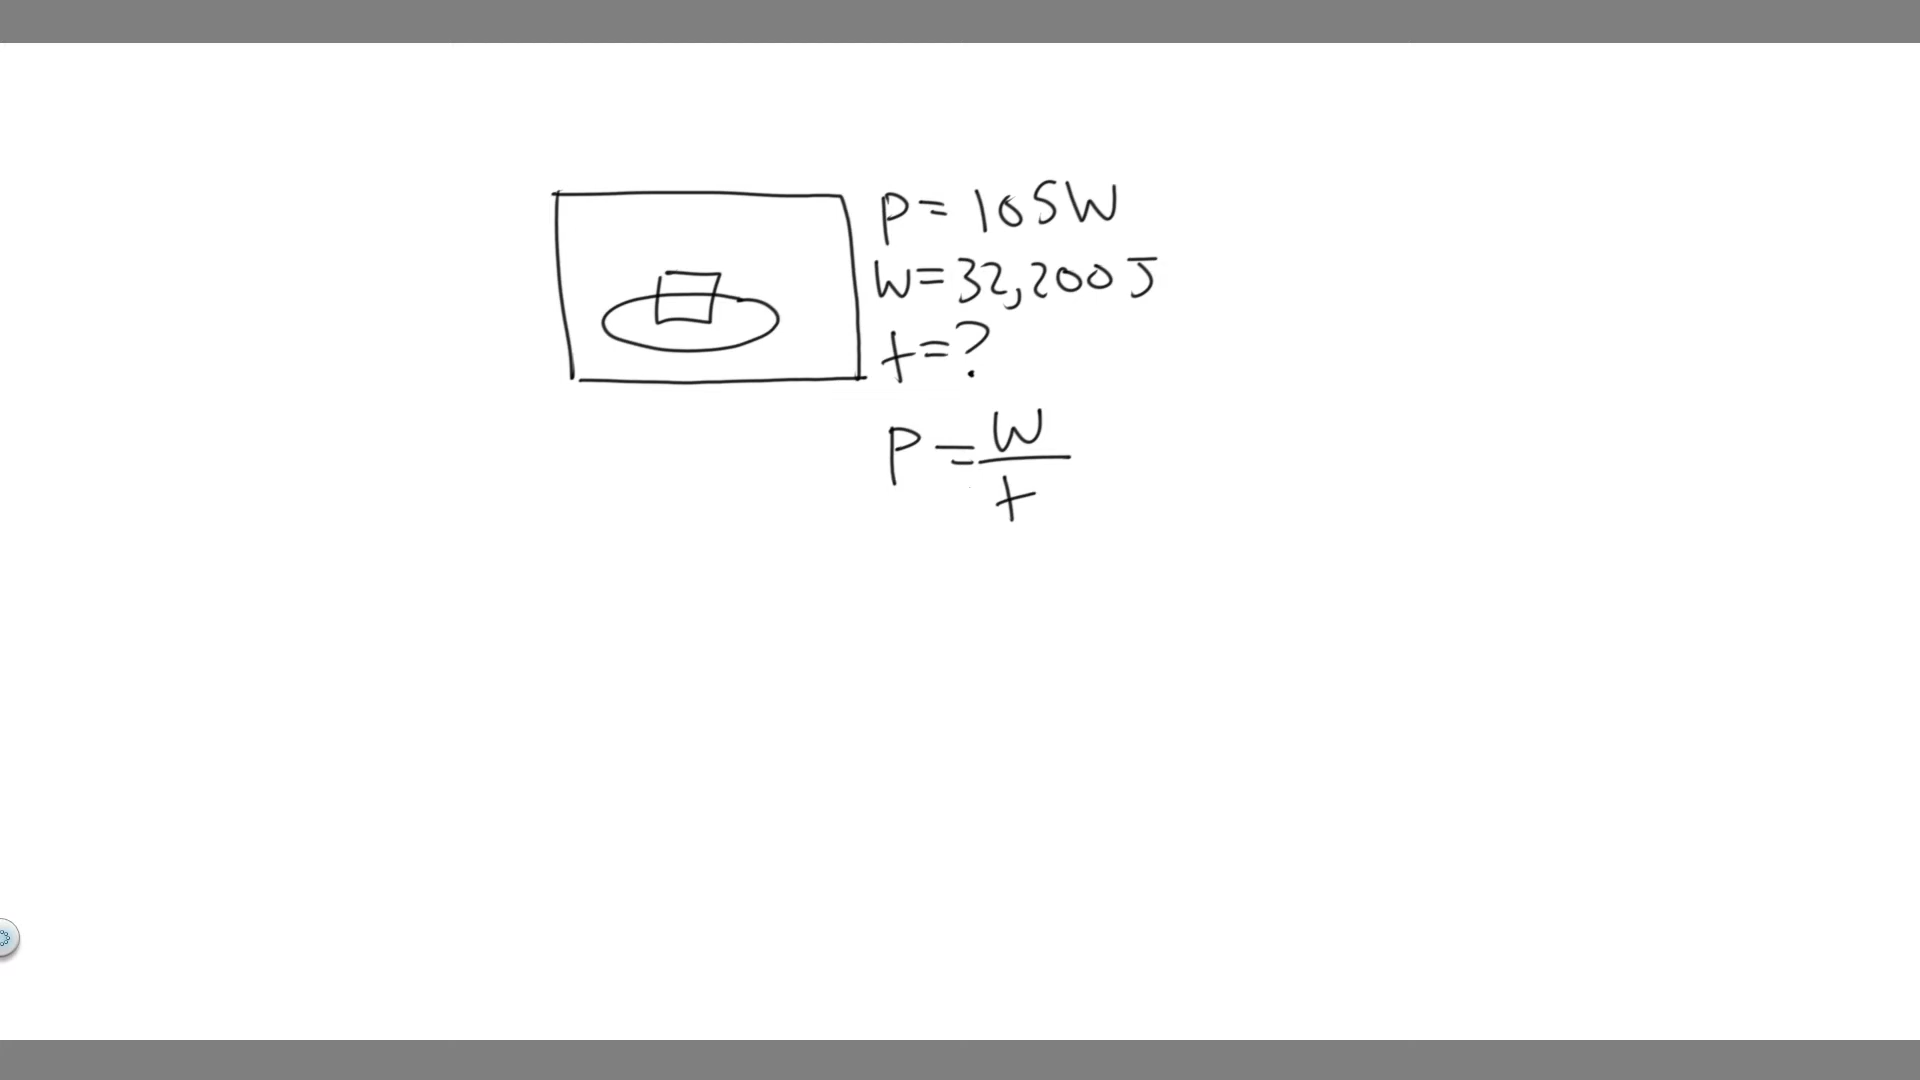 P = 105W
W = 32,200 J
t = ?
P = W/t